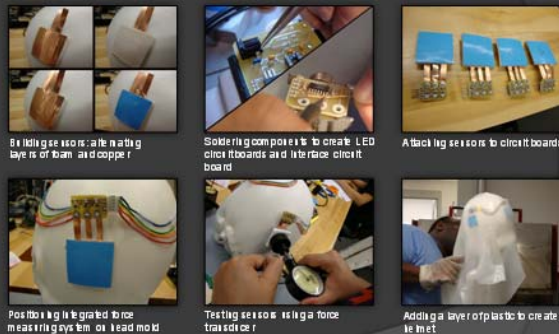 Building sensors: alternating
layers of foam and copper
Soldering components to create LED
circuitboards and interface circuit
board
Attaching sensors to circuit boards
Positioning integrated force
measuring system on head mold
Testing sensors using a force
transducer
Adding a layer of plastic to create
helmet